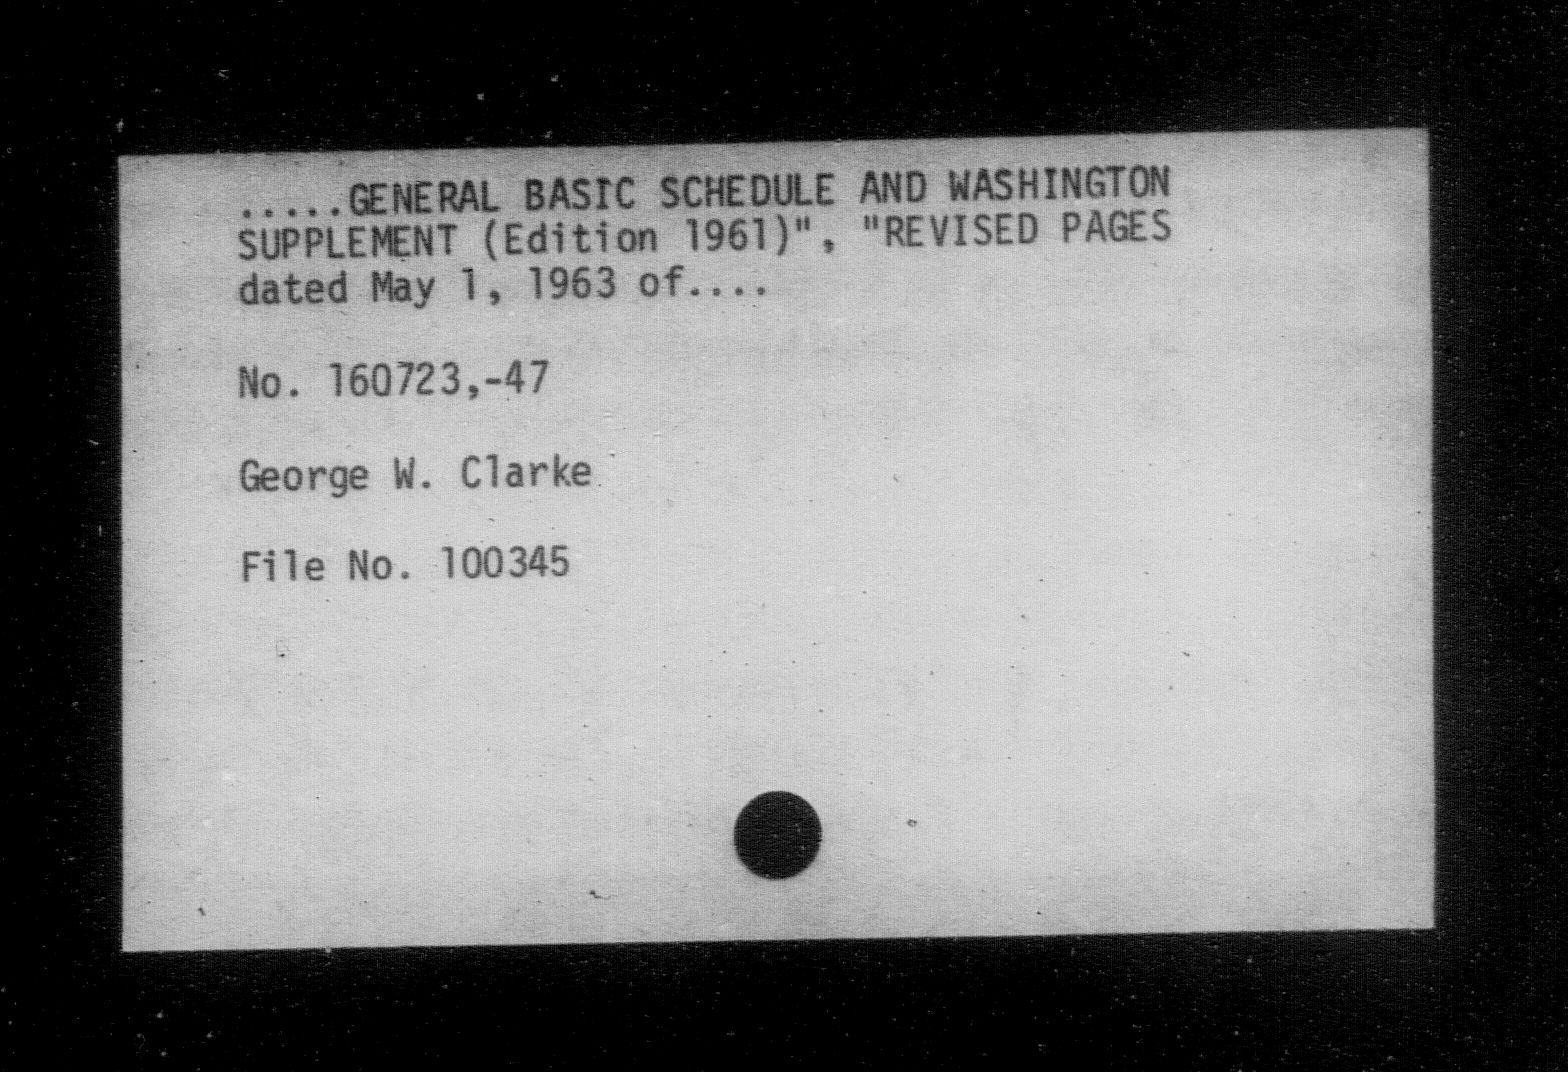 .....GENERAL BASIC SCHEDULE AND WASHINGTON
SUPPLEMENT (Edition 1961)", "REVISED PAGES
dated May 1, 1963 of....
No. 160723,-47
George W. Clarke
File No. 100345